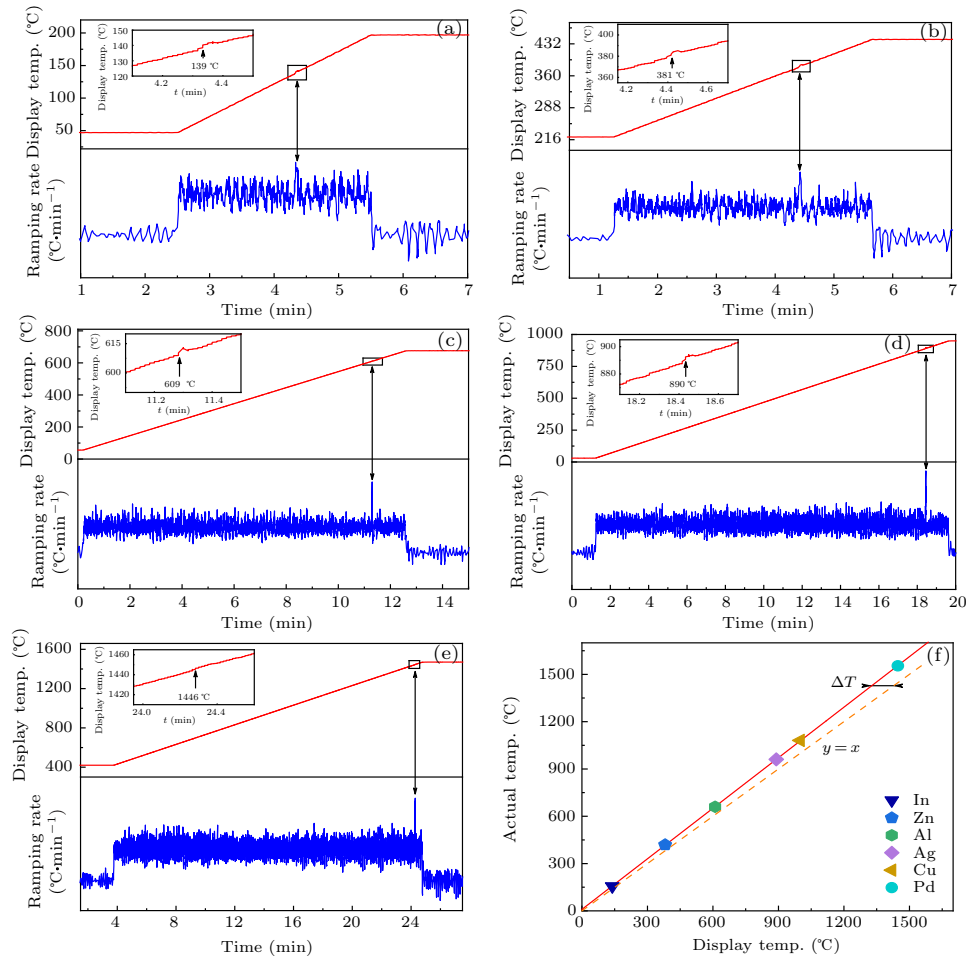 (a)
Display temp. (℃)
200
150
100
50
Display temp. (℃)
150
140
130
120
139 ℃
4.2
4.4
t (min)
Ramping rate
(℃·min−1)
1
2
3
4
5
6
7
Time (min)
(b)
Display temp. (℃)
432
360
288
216
Display temp. (℃)
400
380
360
381 ℃
4.2
4.4
4.6
t (min)
Ramping rate
(℃·min−1)
1
2
3
4
5
6
7
Time (min)
(c)
Display temp. (℃)
800
600
400
200
0
Display temp. (℃)
615
600
609 ℃
11.2
11.4
t (min)
Ramping rate
(℃·min−1)
0
2
4
6
8
10
12
14
Time (min)
(d)
Display temp. (℃)
1000
750
500
250
0
Display temp. (℃)
900
880
890 ℃
18.2
18.4
18.6
t (min)
Ramping rate
(℃·min−1)
0
2
4
6
8
10
12
14
16
18
20
Time (min)
(e)
Display temp. (℃)
1600
1200
800
400
Display temp. (℃)
1460
1440
1420
1446 ℃
24.0
24.4
t (min)
Ramping rate
(℃·min−1)
4
8
12
16
20
24
Time (min)
(f)
Actual temp. (℃)
1500
1200
900
600
300
0
ΔT
y = x
In
Zn
Al
Ag
Cu
Pd
0
300
600
900
1200
1500
Display temp. (℃)